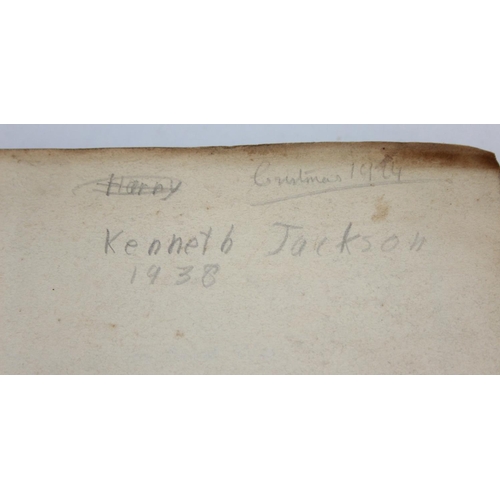 Harry Christmas 1924
Kenneth Jackson
1938